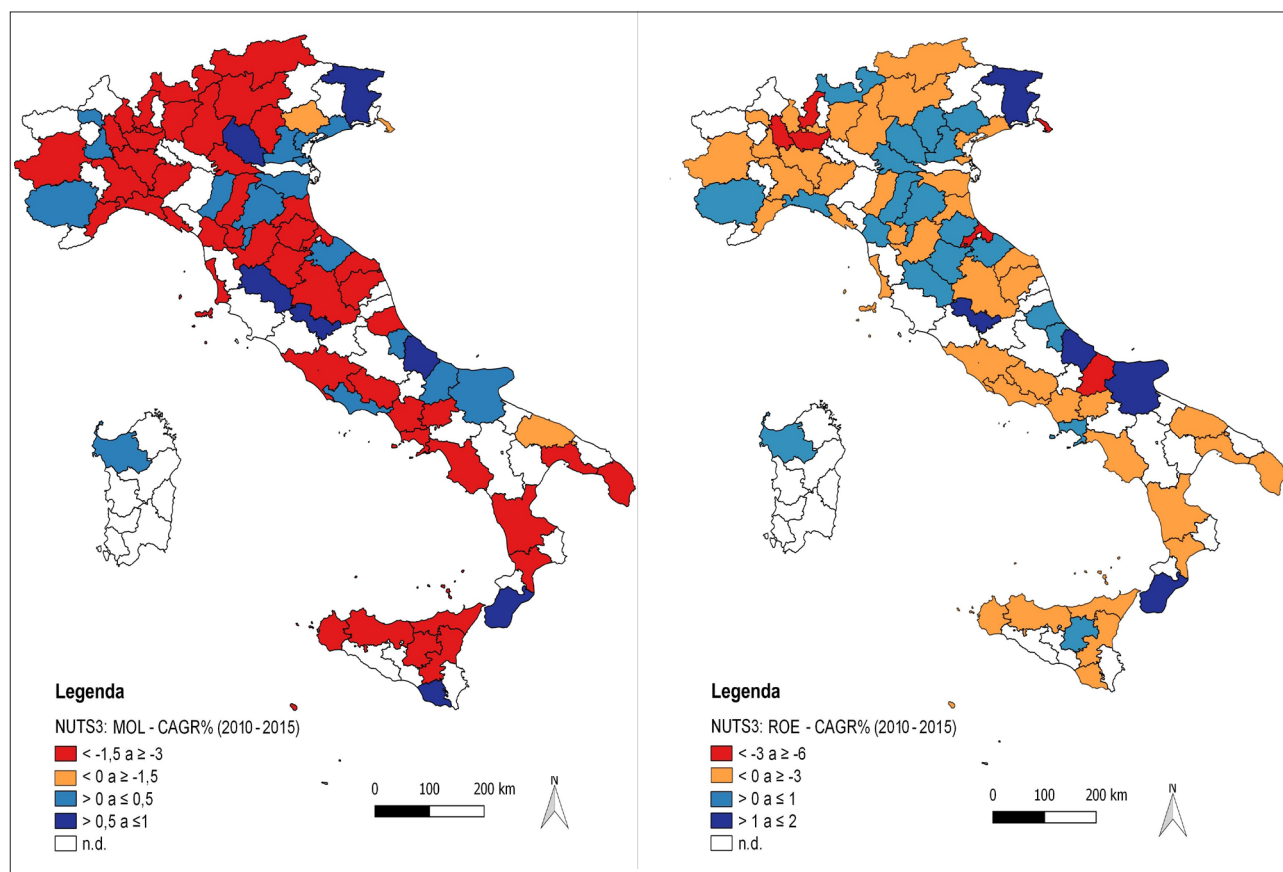 Legenda
NUTS3: MOL - CAGR% (2010 - 2015)
< -1,5 a ≥ -3
< 0 a ≥ -1,5
> 0 a ≤ 0,5
> 0,5 a ≤1
n.d.
0 100 200 km
N
Legenda
NUTS3: ROE - CAGR% (2010 - 2015)
< -3 a ≥ -6
< 0 a ≥ -3
> 0 a ≤ 1
> 1 a ≤ 2
n.d.
0 100 200 km
N